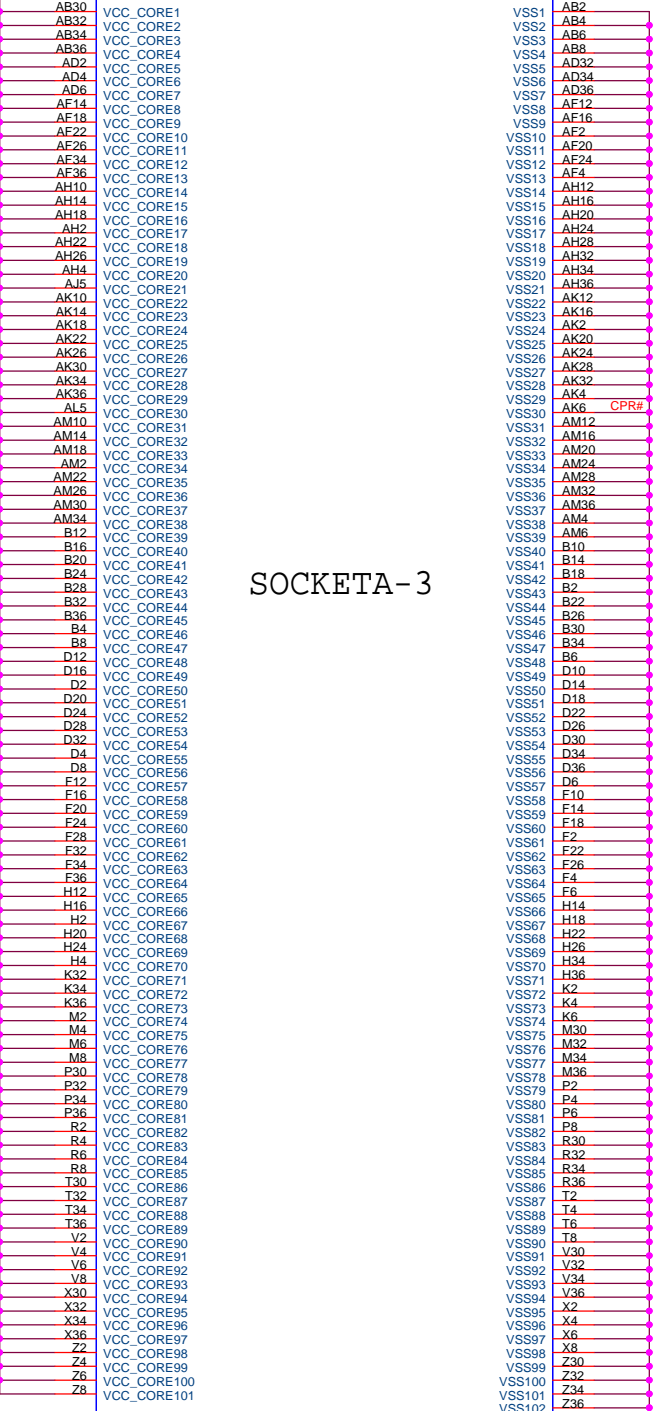 AB30 VCC_CORE1 VSS1 AB2
AB32 VCC_CORE2 VSS2 AB4
AB34 VCC_CORE3 VSS3 AB6
AB36 VCC_CORE4 VSS4 AB8
AD2 VCC_CORE5 VSS5 AD32
AD4 VCC_CORE6 VSS6 AD34
AD6 VCC_CORE7 VSS7 AD36
AF14 VCC_CORE8 VSS8 AF12
AF18 VCC_CORE9 VSS9 AF16
AF22 VCC_CORE10 VSS10 AF2
AF26 VCC_CORE11 VSS11 AF20
AF34 VCC_CORE12 VSS12 AF24
AF36 VCC_CORE13 VSS13 AF4
AH10 VCC_CORE14 VSS14 AH12
AH14 VCC_CORE15 VSS15 AH16
AH18 VCC_CORE16 VSS16 AH20
AH2 VCC_CORE17 VSS17 AH24
AH22 VCC_CORE18 VSS18 AH28
AH26 VCC_CORE19 VSS19 AH32
AH4 VCC_CORE20 VSS20 AH34
AJ5 VCC_CORE21 VSS21 AH36
AK10 VCC_CORE22 VSS22 AK12
AK14 VCC_CORE23 VSS23 AK16
AK18 VCC_CORE24 VSS24 AK2
AK22 VCC_CORE25 VSS25 AK20
AK26 VCC_CORE26 VSS26 AK24
AK30 VCC_CORE27 VSS27 AK28
AK34 VCC_CORE28 VSS28 AK32
AK36 VCC_CORE29 VSS29 AK4
AL5 VCC_CORE30 VSS30 AK6 CPR#
AM10 VCC_CORE31 VSS31 AM12
AM14 VCC_CORE32 VSS32 AM16
AM18 VCC_CORE33 VSS33 AM20
AM2 VCC_CORE34 VSS34 AM24
AM22 VCC_CORE35 VSS35 AM28
AM26 VCC_CORE36 VSS36 AM32
AM30 VCC_CORE37 VSS37 AM36
AM34 VCC_CORE38 VSS38 AM4
B12 VCC_CORE39 VSS39 AM6
B16 VCC_CORE40 VSS40 B10
B20 VCC_CORE41 VSS41 B14
B24 VCC_CORE42 VSS42 B18
SOCKETA-3
B28 VCC_CORE43 VSS43 B2
B32 VCC_CORE44 VSS44 B22
B36 VCC_CORE45 VSS45 B26
B4 VCC_CORE46 VSS46 B30
B8 VCC_CORE47 VSS47 B34
D12 VCC_CORE48 VSS48 B6
D16 VCC_CORE49 VSS49 D10
D2 VCC_CORE50 VSS50 D14
D20 VCC_CORE51 VSS51 D18
D24 VCC_CORE52 VSS52 D22
D28 VCC_CORE53 VSS53 D26
D32 VCC_CORE54 VSS54 D30
D4 VCC_CORE55 VSS55 D34
D8 VCC_CORE56 VSS56 D36
F12 VCC_CORE57 VSS57 D6
F16 VCC_CORE58 VSS58 F10
F20 VCC_CORE59 VSS59 F14
F24 VCC_CORE60 VSS60 F18
F28 VCC_CORE61 VSS61 F2
F32 VCC_CORE62 VSS62 F22
F34 VCC_CORE63 VSS63 F26
F36 VCC_CORE64 VSS64 F4
H12 VCC_CORE65 VSS65 F6
H16 VCC_CORE66 VSS66 H14
H2 VCC_CORE67 VSS67 H18
H20 VCC_CORE68 VSS68 H22
H24 VCC_CORE69 VSS69 H26
H4 VCC_CORE70 VSS70 H34
K32 VCC_CORE71 VSS71 H36
K34 VCC_CORE72 VSS72 K2
K36 VCC_CORE73 VSS73 K4
M2 VCC_CORE74 VSS74 K6
M4 VCC_CORE75 VSS75 M30
M6 VCC_CORE76 VSS76 M32
M8 VCC_CORE77 VSS77 M34
P30 VCC_CORE78 VSS78 M36
P32 VCC_CORE79 VSS79 P2
P34 VCC_CORE80 VSS80 P4
P36 VCC_CORE81 VSS81 P6
R2 VCC_CORE82 VSS82 P8
R4 VCC_CORE83 VSS83 R30
R6 VCC_CORE84 VSS84 R32
R8 VCC_CORE85 VSS85 R34
T30 VCC_CORE86 VSS86 R36
T32 VCC_CORE87 VSS87 T2
T34 VCC_CORE88 VSS88 T4
T36 VCC_CORE89 VSS89 T6
V2 VCC_CORE90 VSS90 T8
V4 VCC_CORE91 VSS91 V30
V6 VCC_CORE92 VSS92 V32
V8 VCC_CORE93 VSS93 V34
X30 VCC_CORE94 VSS94 V36
X32 VCC_CORE95 VSS95 X2
X34 VCC_CORE96 VSS96 X4
X36 VCC_CORE97 VSS97 X6
Z2 VCC_CORE98 VSS98 X8
Z4 VCC_CORE99 VSS99 Z30
Z6 VCC_CORE100 VSS100 Z32
Z8 VCC_CORE101 VSS101 Z34
VSS102 Z36